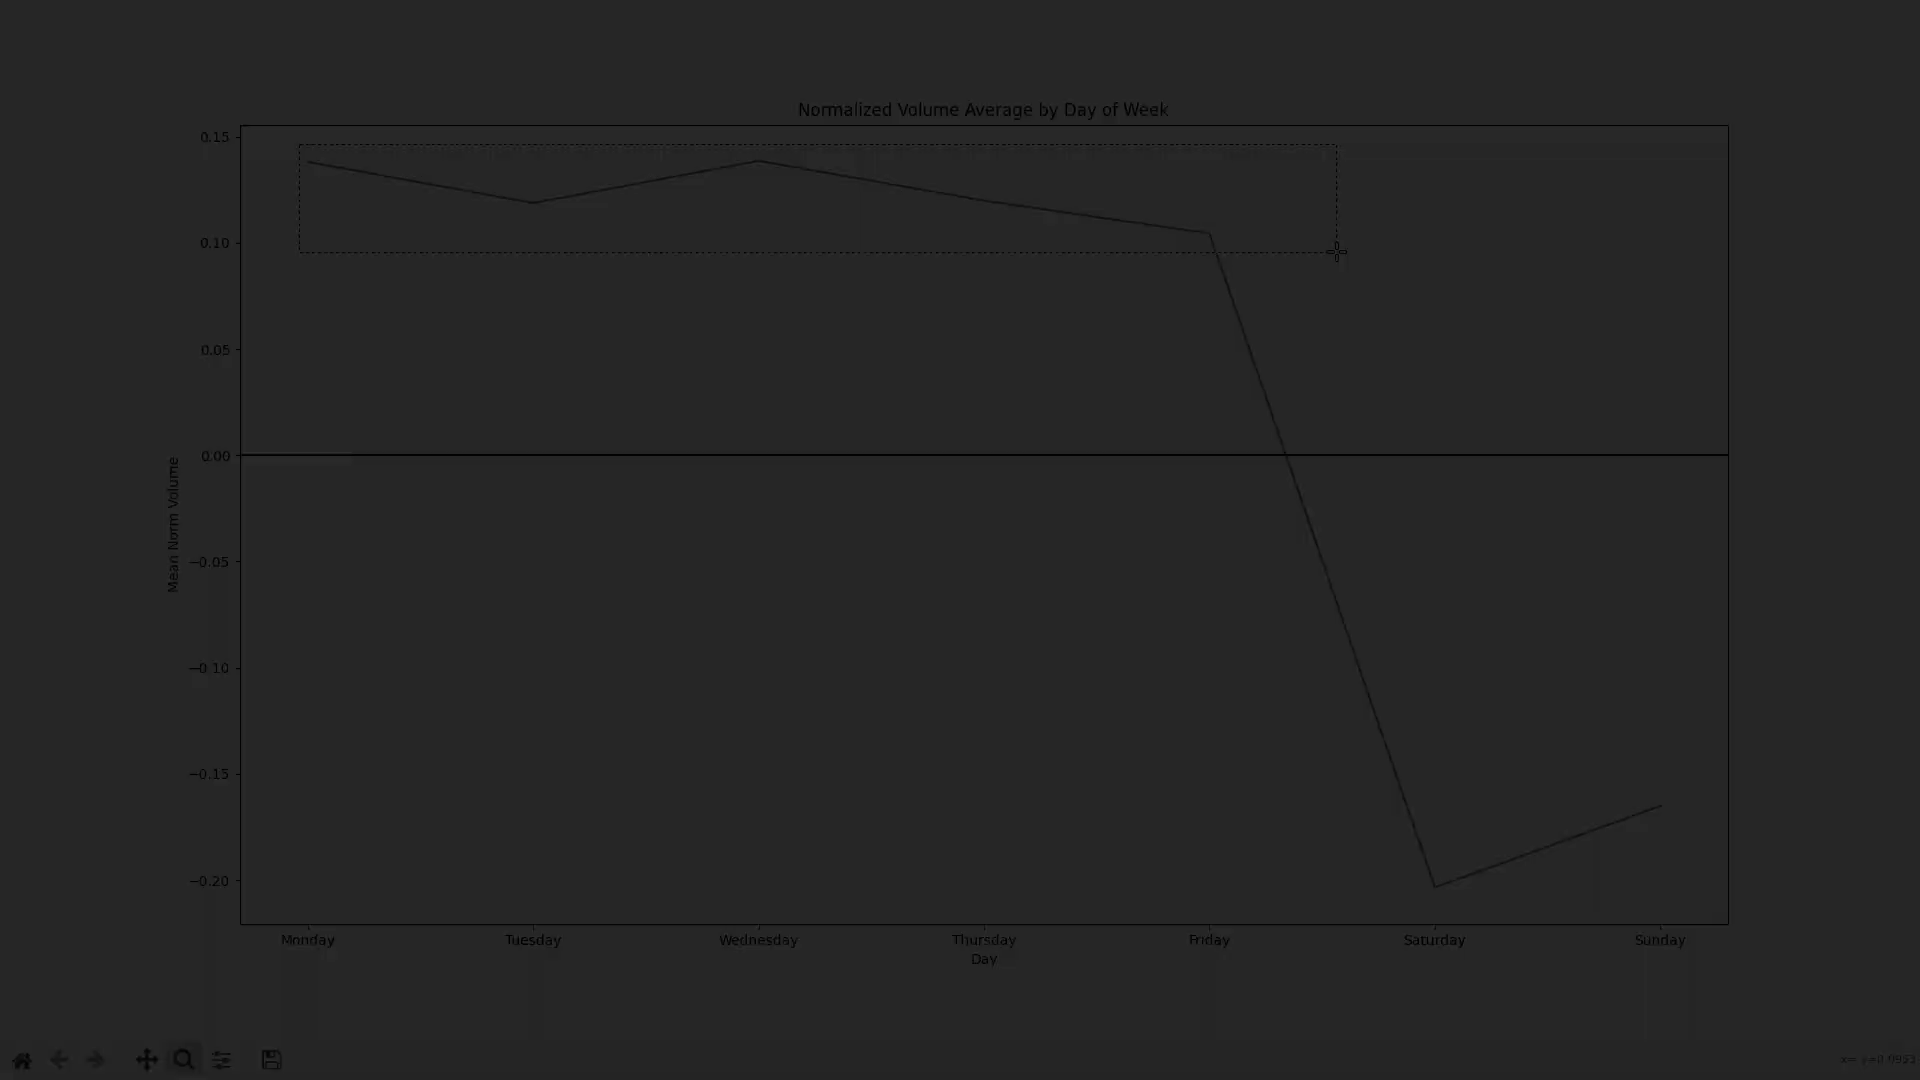 Normalized Volume Average by Day of Week
0.15
0.10
0.05
0.00
−0.05
−0.10
−0.15
−0.20
Mean Norm Volume
Monday Tuesday Wednesday Thursday Friday Saturday Sunday
Day